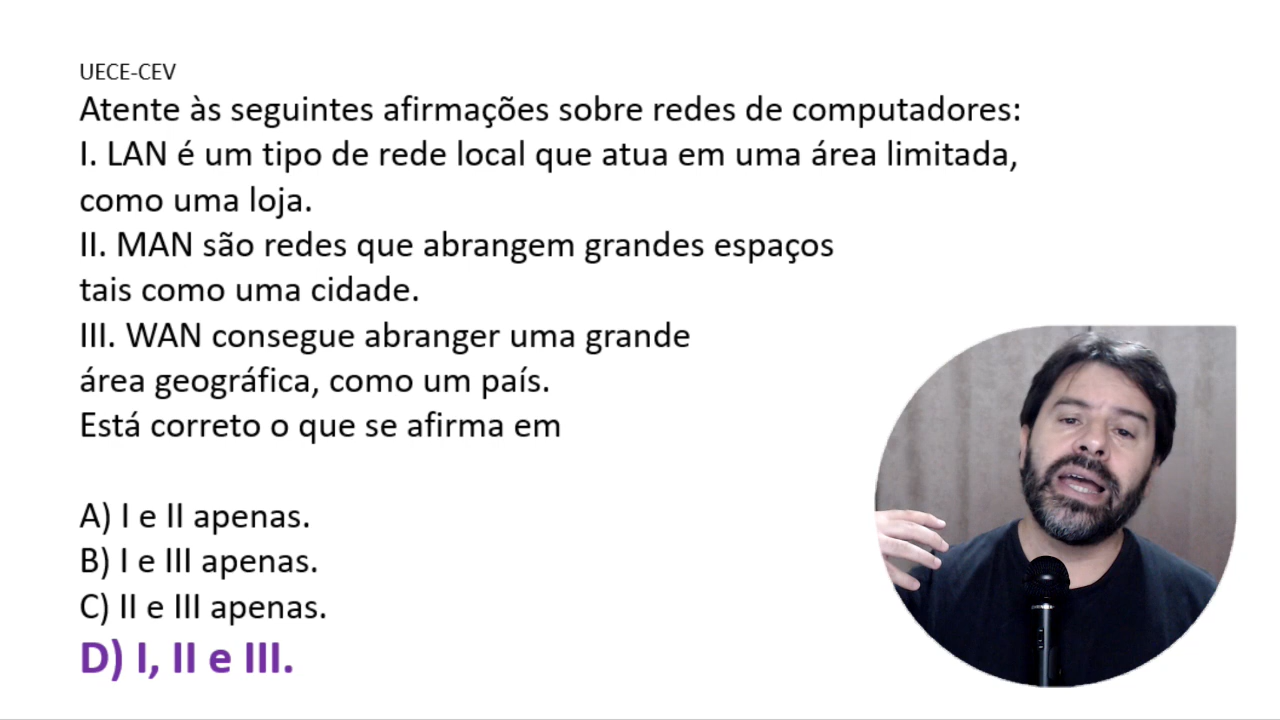 UECE-CEV
Atente às seguintes afirmações sobre redes de computadores:
I. LAN é um tipo de rede local que atua em uma área limitada,
como uma loja.
II. MAN são redes que abrangem grandes espaços
tais como uma cidade.
III. WAN consegue abranger uma grande
área geográfica, como um país.
Está correto o que se afirma em
A) I e II apenas.
B) I e III apenas.
C) II e III apenas.
D) I, II e III.